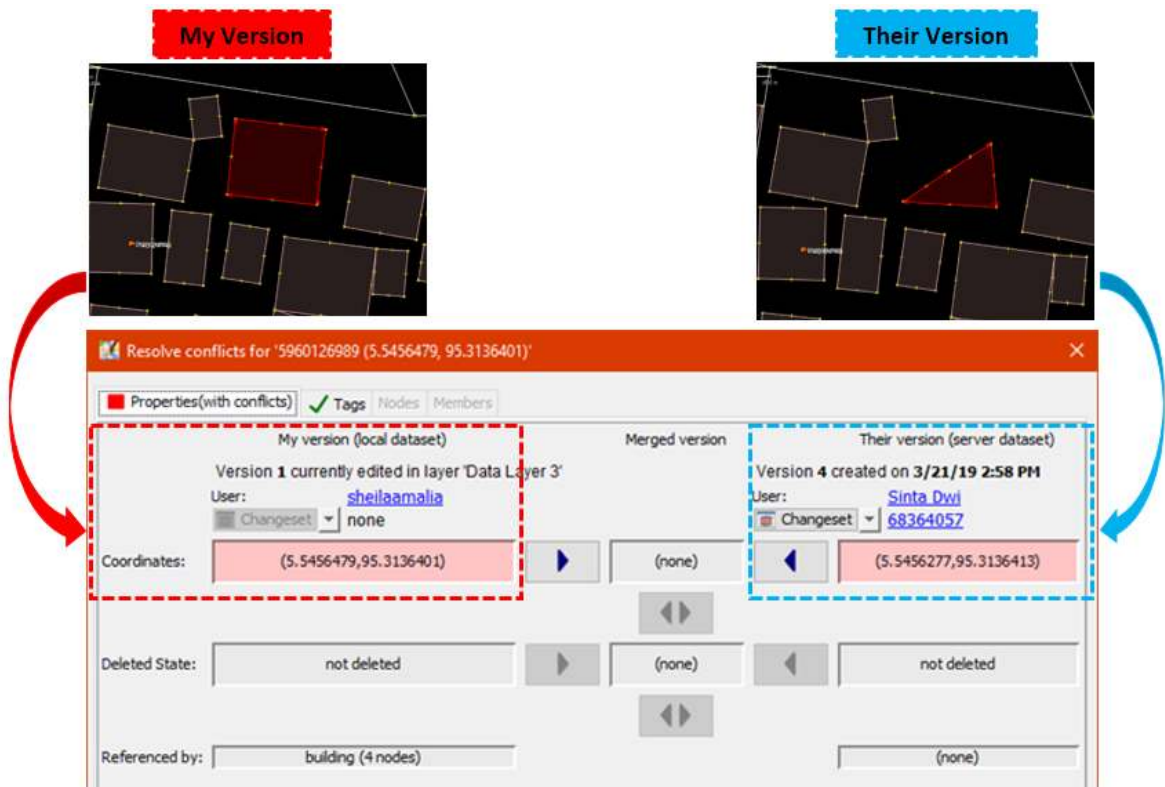 My Version
Their Version
Resolve conflicts for '5960126989 (5.5456479, 95.3136401)'
Properties(with conflicts) Tags Nodes Members
My version (local dataset) Merged version Their version (server dataset)
Version 1 currently edited in layer 'Data Layer 3' Version 4 created on 3/21/19 2:58 PM
User: sheilaamalia User: Sinta Dwi
Changeset none Changeset 68364057
Coordinates: (5.5456479,95.3136401) (none) (5.5456277,95.3136413)
Deleted State: not deleted (none) not deleted
Referenced by: building (4 nodes) (none)